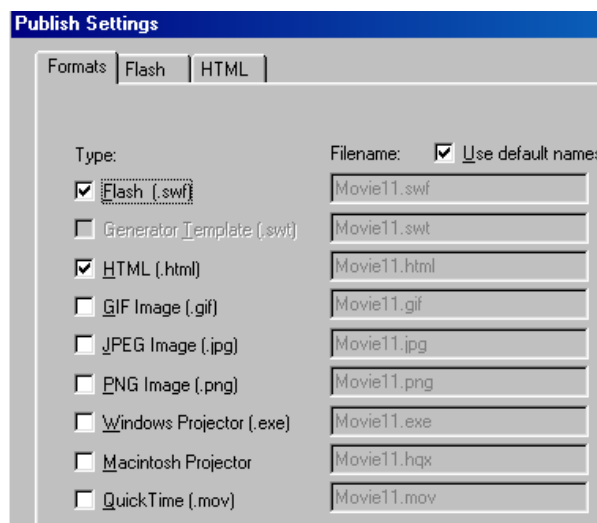 Publish Settings
Formats Flash HTML
Type: Filename: Use default names
Flash (.swf) Movie11.swf
Generator Template (.swt) Movie11.swt
HTML (.html) Movie11.html
GIF Image (.gif) Movie11.gif
JPEG Image (.jpg) Movie11.jpg
PNG Image (.png) Movie11.png
Windows Projector (.exe) Movie11.exe
Macintosh Projector Movie11.hqx
QuickTime (.mov) Movie11.mov